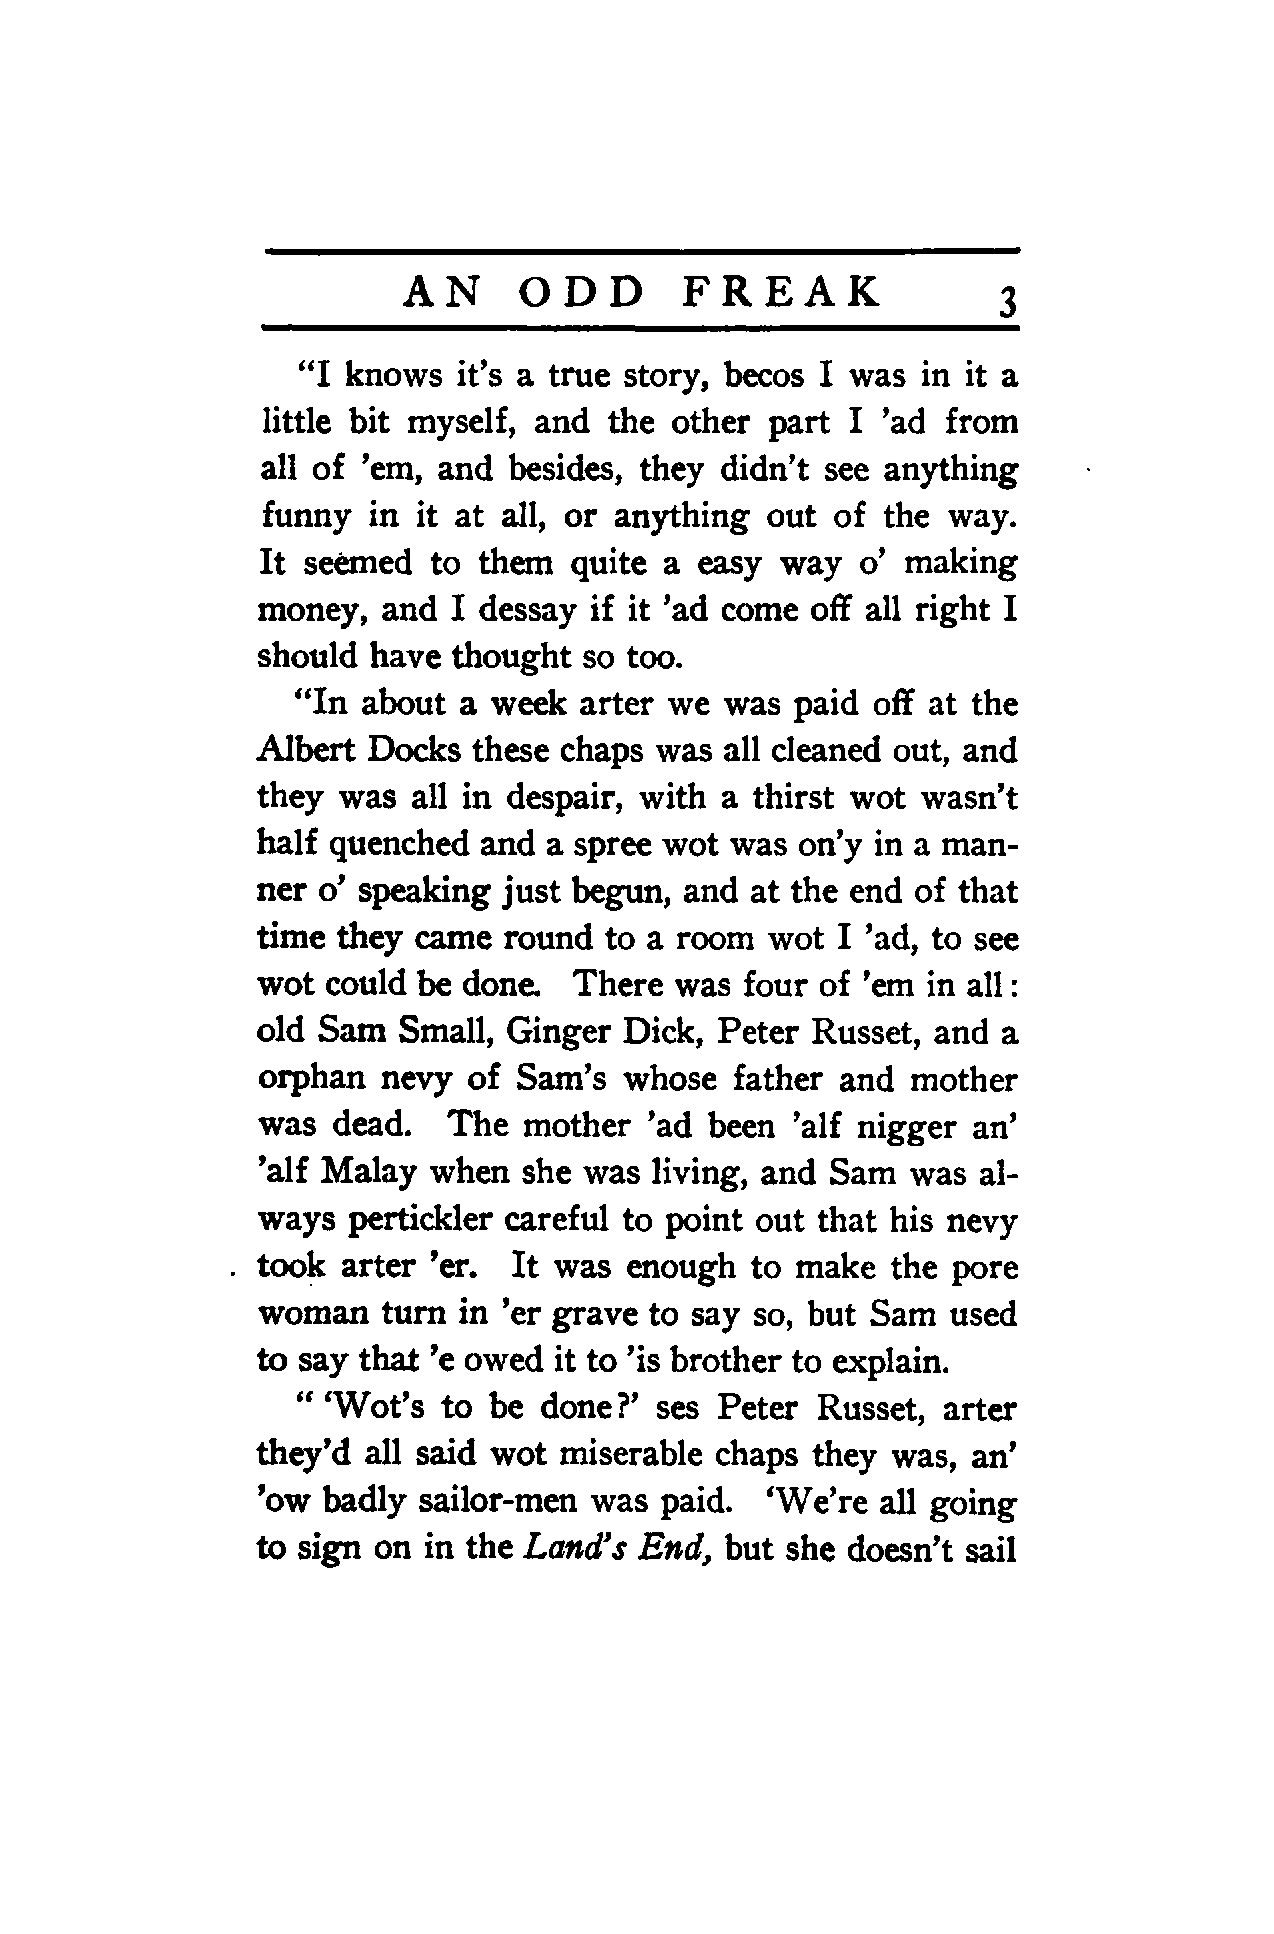 AN ODD FREAK 3
“I knows it’s a true story, becos I was in it a
little bit myself, and the other part I ’ad from
all of ’em, and besides, they didn’t see anything
funny in it at all, or anything out of the way.
It seemed to them quite a easy way o’ making
money, and I dessay if it ’ad come off all right I
should have thought so too.
“In about a week arter we was paid off at the
Albert Docks these chaps was all cleaned out, and
they was all in despair, with a thirst wot wasn’t
half quenched and a spree wot was on’y in a man-
ner o’ speaking just begun, and at the end of that
time they came round to a room wot I ’ad, to see
wot could be done. There was four of ’em in all:
old Sam Small, Ginger Dick, Peter Russet, and a
orphan nevy of Sam’s whose father and mother
was dead. The mother ’ad been ’alf nigger an’
’alf Malay when she was living, and Sam was al-
ways pertickler careful to point out that his nevy
took arter ’er. It was enough to make the pore
woman turn in ’er grave to say so, but Sam used
to say that ’e owed it to ’is brother to explain.
“ ‘Wot’s to be done?’ ses Peter Russet, arter
they’d all said wot miserable chaps they was, an’
’ow badly sailor-men was paid. ‘We’re all going
to sign on in the Land’s End, but she doesn’t sail